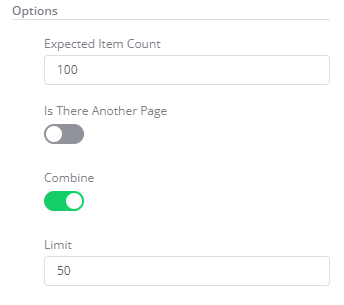 Options
Expected Item Count
100
Is There Another Page
Combine
Limit
50